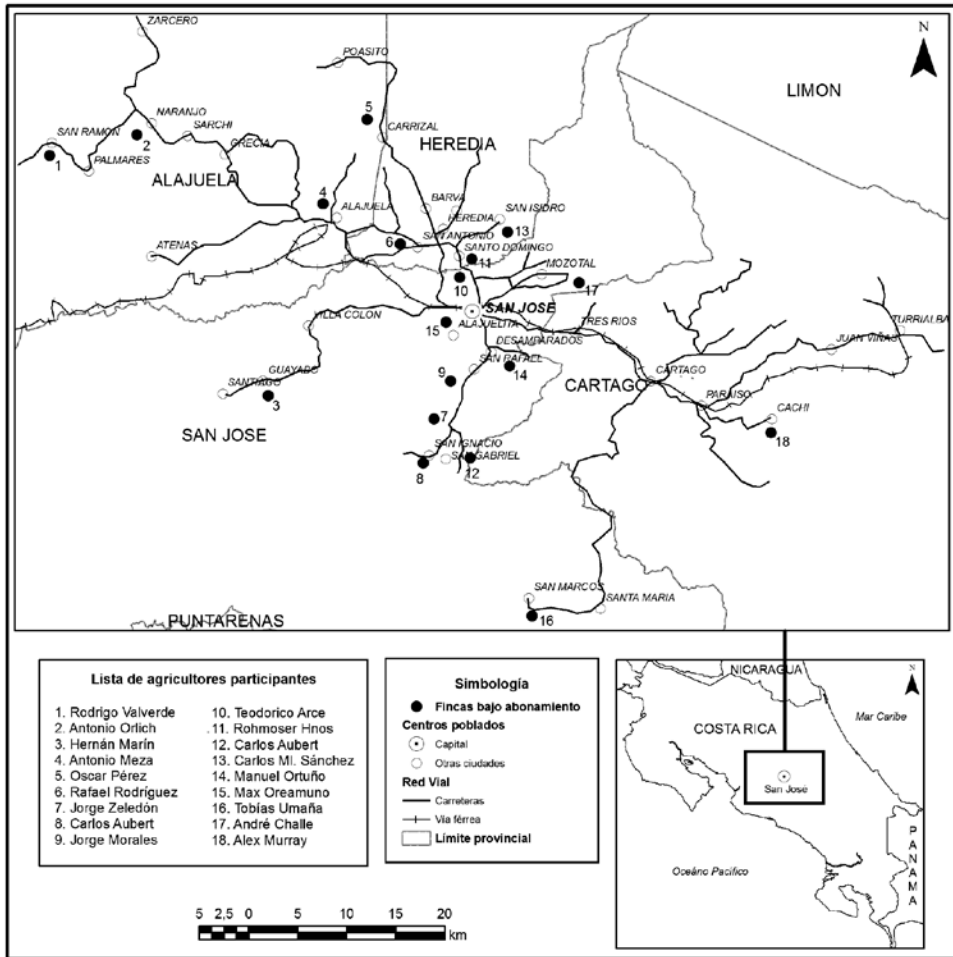 ZARCERO
N
POASITO
LIMON
5
NARANJO
SAN RAMON
2
SARCHI
CARRIZAL
HEREDIA
GRECIA
1
PALMARES
ALAJUELA
4
BARVA
SAN ISIDRO
ALAJUELA
HEREDIA
13
6
SAN ANTONIO
ATENAS
SANTO DOMINGO
11
MOZOTAL
10
17
SAN JOSE
VILLA COLON
15
ALAJUELITA
TRES RIOS
TURRIALBA
DESAMPARADOS
JUAN VIÑAS
SAN RAFAEL
GUAYABO
9
14
CARTAGO
CARTAGO
SANTIAGO
3
PARAISO
CACHI
7
SAN JOSE
18
SAN IGNACIO
SAN GABRIEL
8
12
SAN MARCOS
SANTA MARIA
PUNTARENAS
16
Lista de agricultores participantes
1. Rodrigo Valverde
2. Antonio Orlich
3. Hernán Marín
4. Antonio Meza
5. Oscar Pérez
6. Rafael Rodríguez
7. Jorge Zeledón
8. Carlos Aubert
9. Jorge Morales
10. Teodorico Arce
.11. Rohmoser Hnos
12. Carlos Aubert
13. Carlos Ml. Sánchez
14. Manuel Ortuño
15. Max Oreamuno
16. Tobías Umaña
17. André Challe
18. Alex Murray
Simbología
Fincas bajo abonamiento
Centros poblados
Capital
Otras ciudades
Red Vial
Carreteras
Vía férrea
Límite provincial
NICARAGUA
N
Mar Caribe
COSTA RICA
San José
Oceáno Pacífico
PANAMA
5 2,5 0 5 10 15 20
km